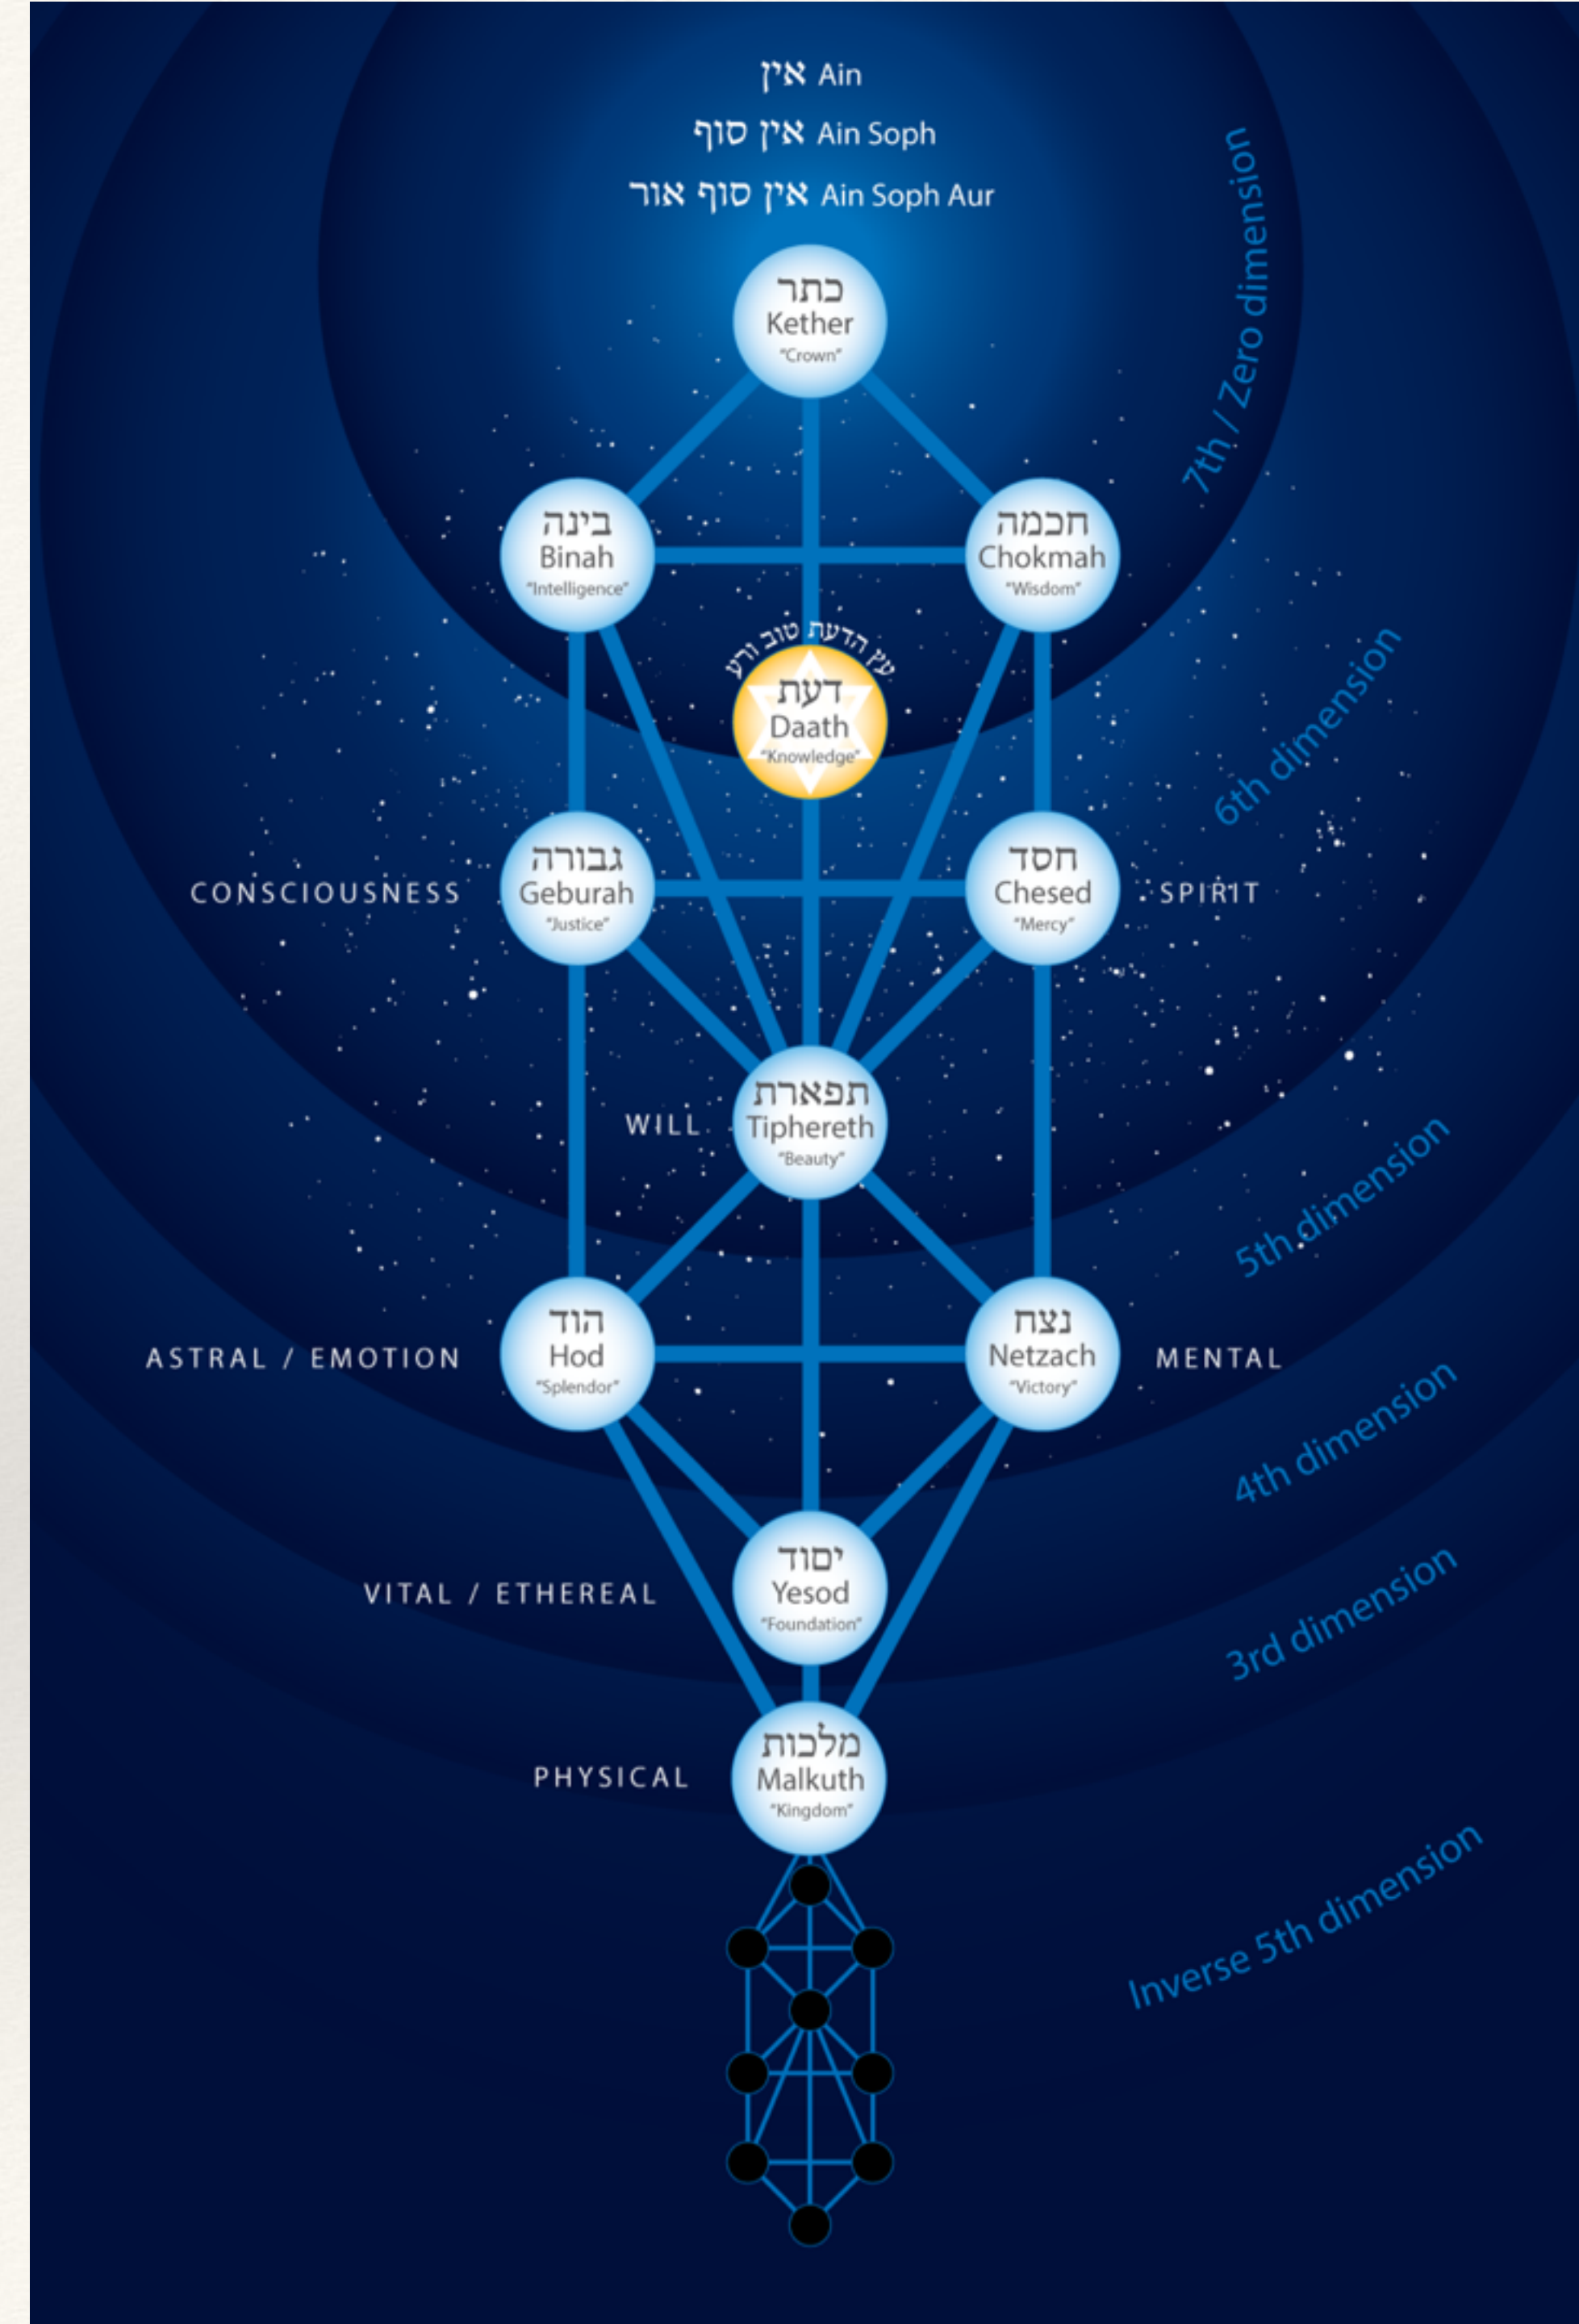 אין Ain
אין סוף Ain Soph
אין סוף אור Ain Soph Aur
7th / Zero dimension
כתר
Kether
"Crown"
בינה
Binah
"Intelligence"
חכמה
Chokmah
"Wisdom"
עץ הדעת טוב ורע
דעת
Daath
"Knowledge"
6th dimension
CONSCIOUSNESS
גבורה
Geburah
"Justice"
חסד
Chesed
"Mercy"
SPIRIT
WILL
תפארת
Tiphereth
"Beauty"
5th dimension
ASTRAL / EMOTION
הוד
Hod
"Splendor"
נצח
Netzach
"Victory"
MENTAL
4th dimension
VITAL / ETHEREAL
יסוד
Yesod
"Foundation"
3rd dimension
PHYSICAL
מלכות
Malkuth
"Kingdom"
Inverse 5th dimension